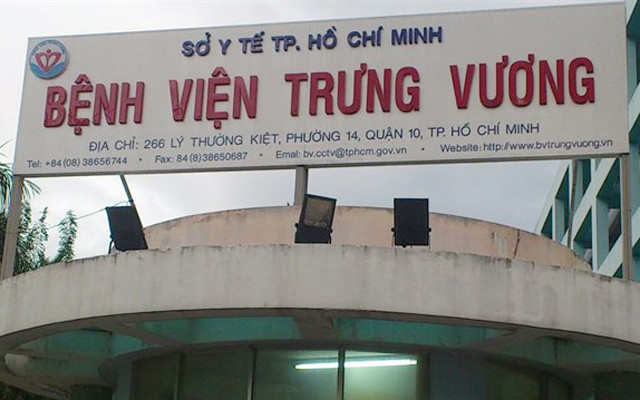 SỞ Y TẾ TP. HỒ CHÍ MINH
BỆNH VIỆN TRƯNG VƯƠNG
ĐỊA CHỈ: 266 LÝ THƯỜNG KIỆT, PHƯỜNG 14, QUẬN 10, TP. HỒ CHÍ MINH
Tel: +84 (08) 38656744 • Fax: 84 (8)38650687 • Emai: bv.cctv@tphcm.gov.vn • Website: http://www.bvtrungvuong.vn